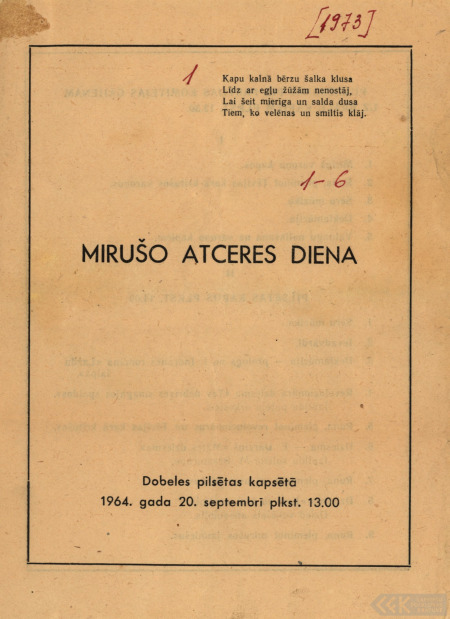 [1973]
1
Kapu kalnā bērzu šalka klusa
Līdz ar egļu žūžām nenostāj,
Lai šeit mierīga un salda dusa
Tiem, ko velēnas un smiltis klāj.
1-6
MIRUŠO ATCERES DIENA
Dobeles pilsētas kapsētā
1964. gada 20. septembrī plkst. 13.00